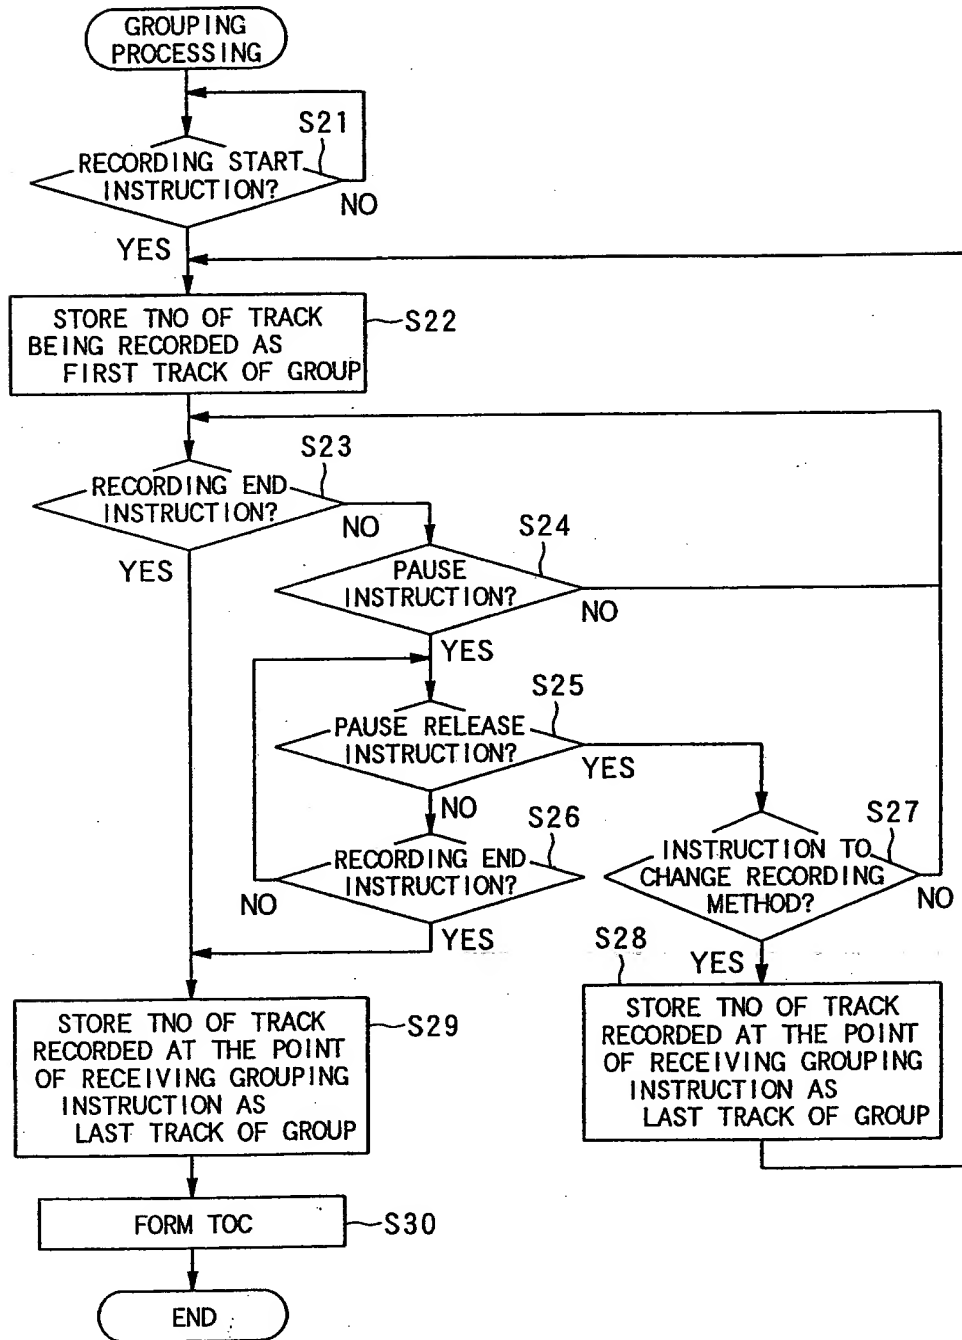 GROUPING
PROCESSING
S21
RECORDING START
INSTRUCTION?
NO
YES
STORE TNO OF TRACK
BEING RECORDED AS
FIRST TRACK OF GROUP
S22
S23
RECORDING END
INSTRUCTION?
NO
YES
S24
PAUSE
INSTRUCTION?
NO
YES
S25
PAUSE RELEASE
INSTRUCTION?
YES
NO
S26
RECORDING END
INSTRUCTION?
NO
YES
S27
INSTRUCTION TO
CHANGE RECORDING
METHOD?
NO
YES
S28
STORE TNO OF TRACK
RECORDED AT THE POINT
OF RECEIVING GROUPING
INSTRUCTION AS
LAST TRACK OF GROUP
STORE TNO OF TRACK
RECORDED AT THE POINT
OF RECEIVING GROUPING
INSTRUCTION AS
LAST TRACK OF GROUP
S29
FORM TOC
S30
END